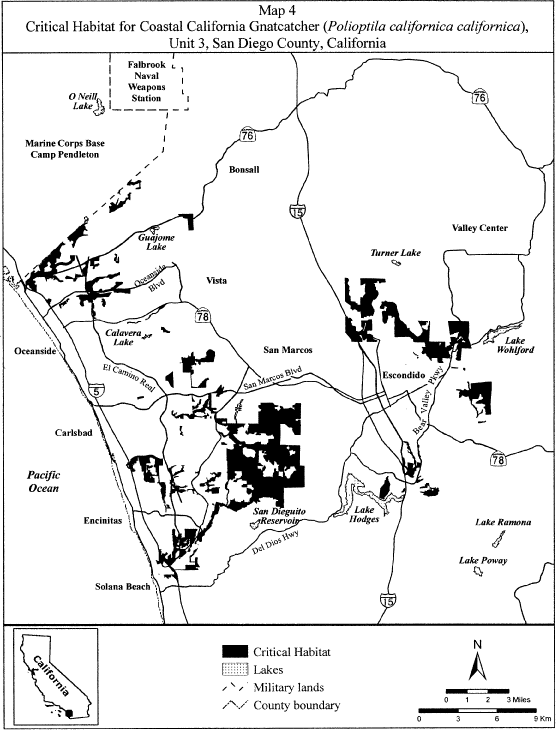 Map 4
Critical Habitat for Coastal California Gnatcatcher (Polioptila californica californica),
Unit 3, San Diego County, California
Falbrook
Naval
Weapons
Station
O Neill
Lake
76
76
Marine Corps Base
Camp Pendleton
Bonsall
15
Valley Center
Guajome
Lake
Turner Lake
Oceanside
Blvd
Vista
78
Calavera
Lake
Lake
Wohlford
Oceanside
San Marcos
El Camino Real
San Marcos Blvd
Escondido
5
Bear Valley Pkwy
Carlsbad
78
Pacific
Ocean
San Dieguito
Reservoir
Lake
Hodges
Encinitas
Lake Ramona
Del Dios Hwy
Lake Poway
Solana Beach
15
California
Critical Habitat
Lakes
Military lands
County boundary
N
0 1 2 3 Miles
0 3 6 9 Km